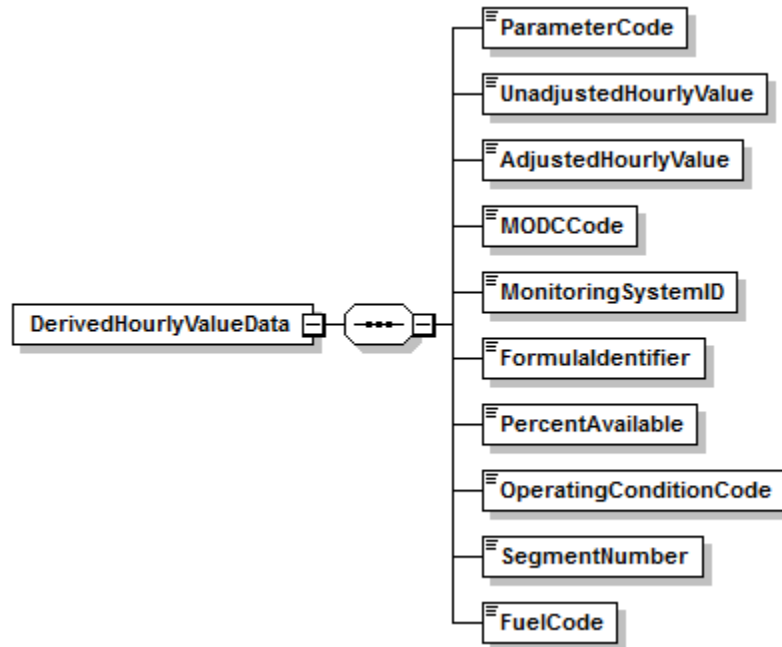 ParameterCode
UnadjustedHourlyValue
AdjustedHourlyValue
MODCCode
MonitoringSystemID
DerivedHourlyValueData
FormulaIdentifier
PercentAvailable
OperatingConditionCode
SegmentNumber
FuelCode